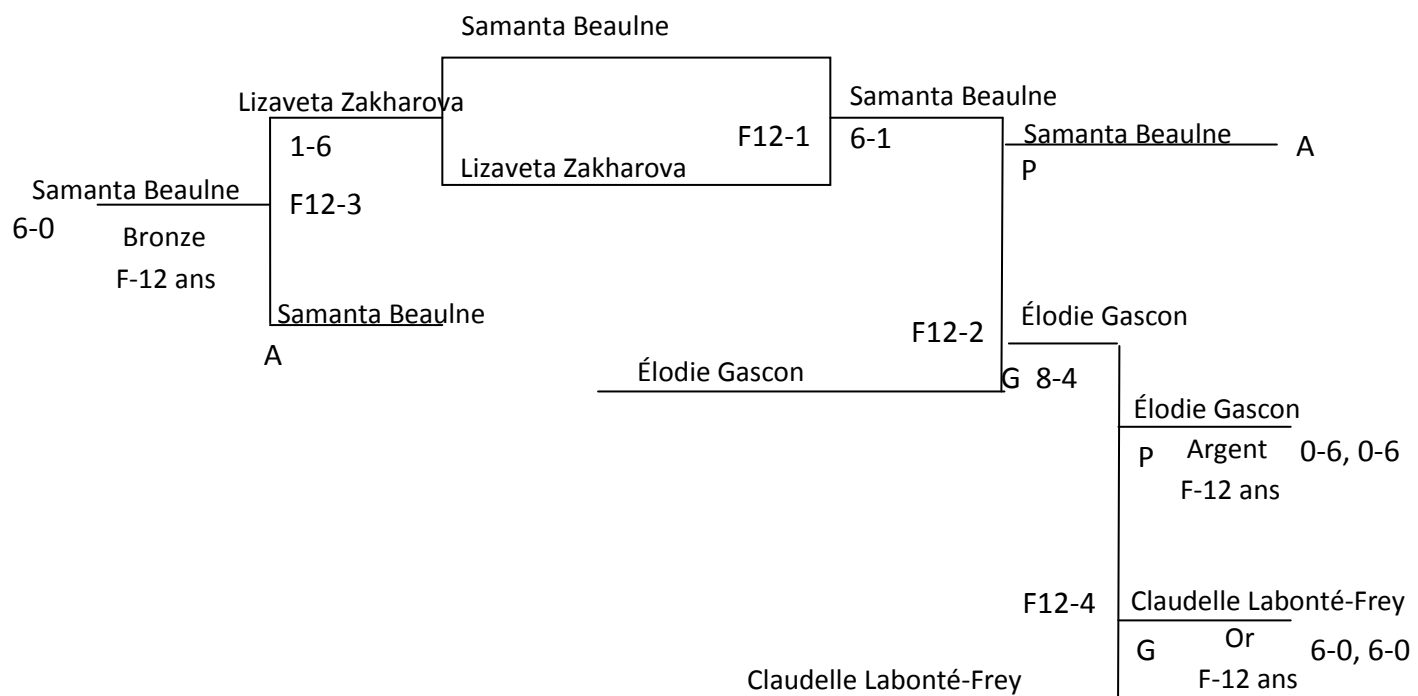 Samanta Beaulne
Lizaveta Zakharova
Samanta Beaulne
1-6
F12-1
6-1
Samanta Beaulne
A
Lizaveta Zakharova
P
Samanta Beaulne
F12-3
6-0
Bronze
F-12 ans
Samanta Beaulne
A
F12-2
Élodie Gascon
Élodie Gascon
G 8-4
Élodie Gascon
P
Argent
0-6, 0-6
F-12 ans
F12-4
Claudelle Labonté-Frey
G
Or
6-0, 6-0
F-12 ans
Claudelle Labonté-Frey